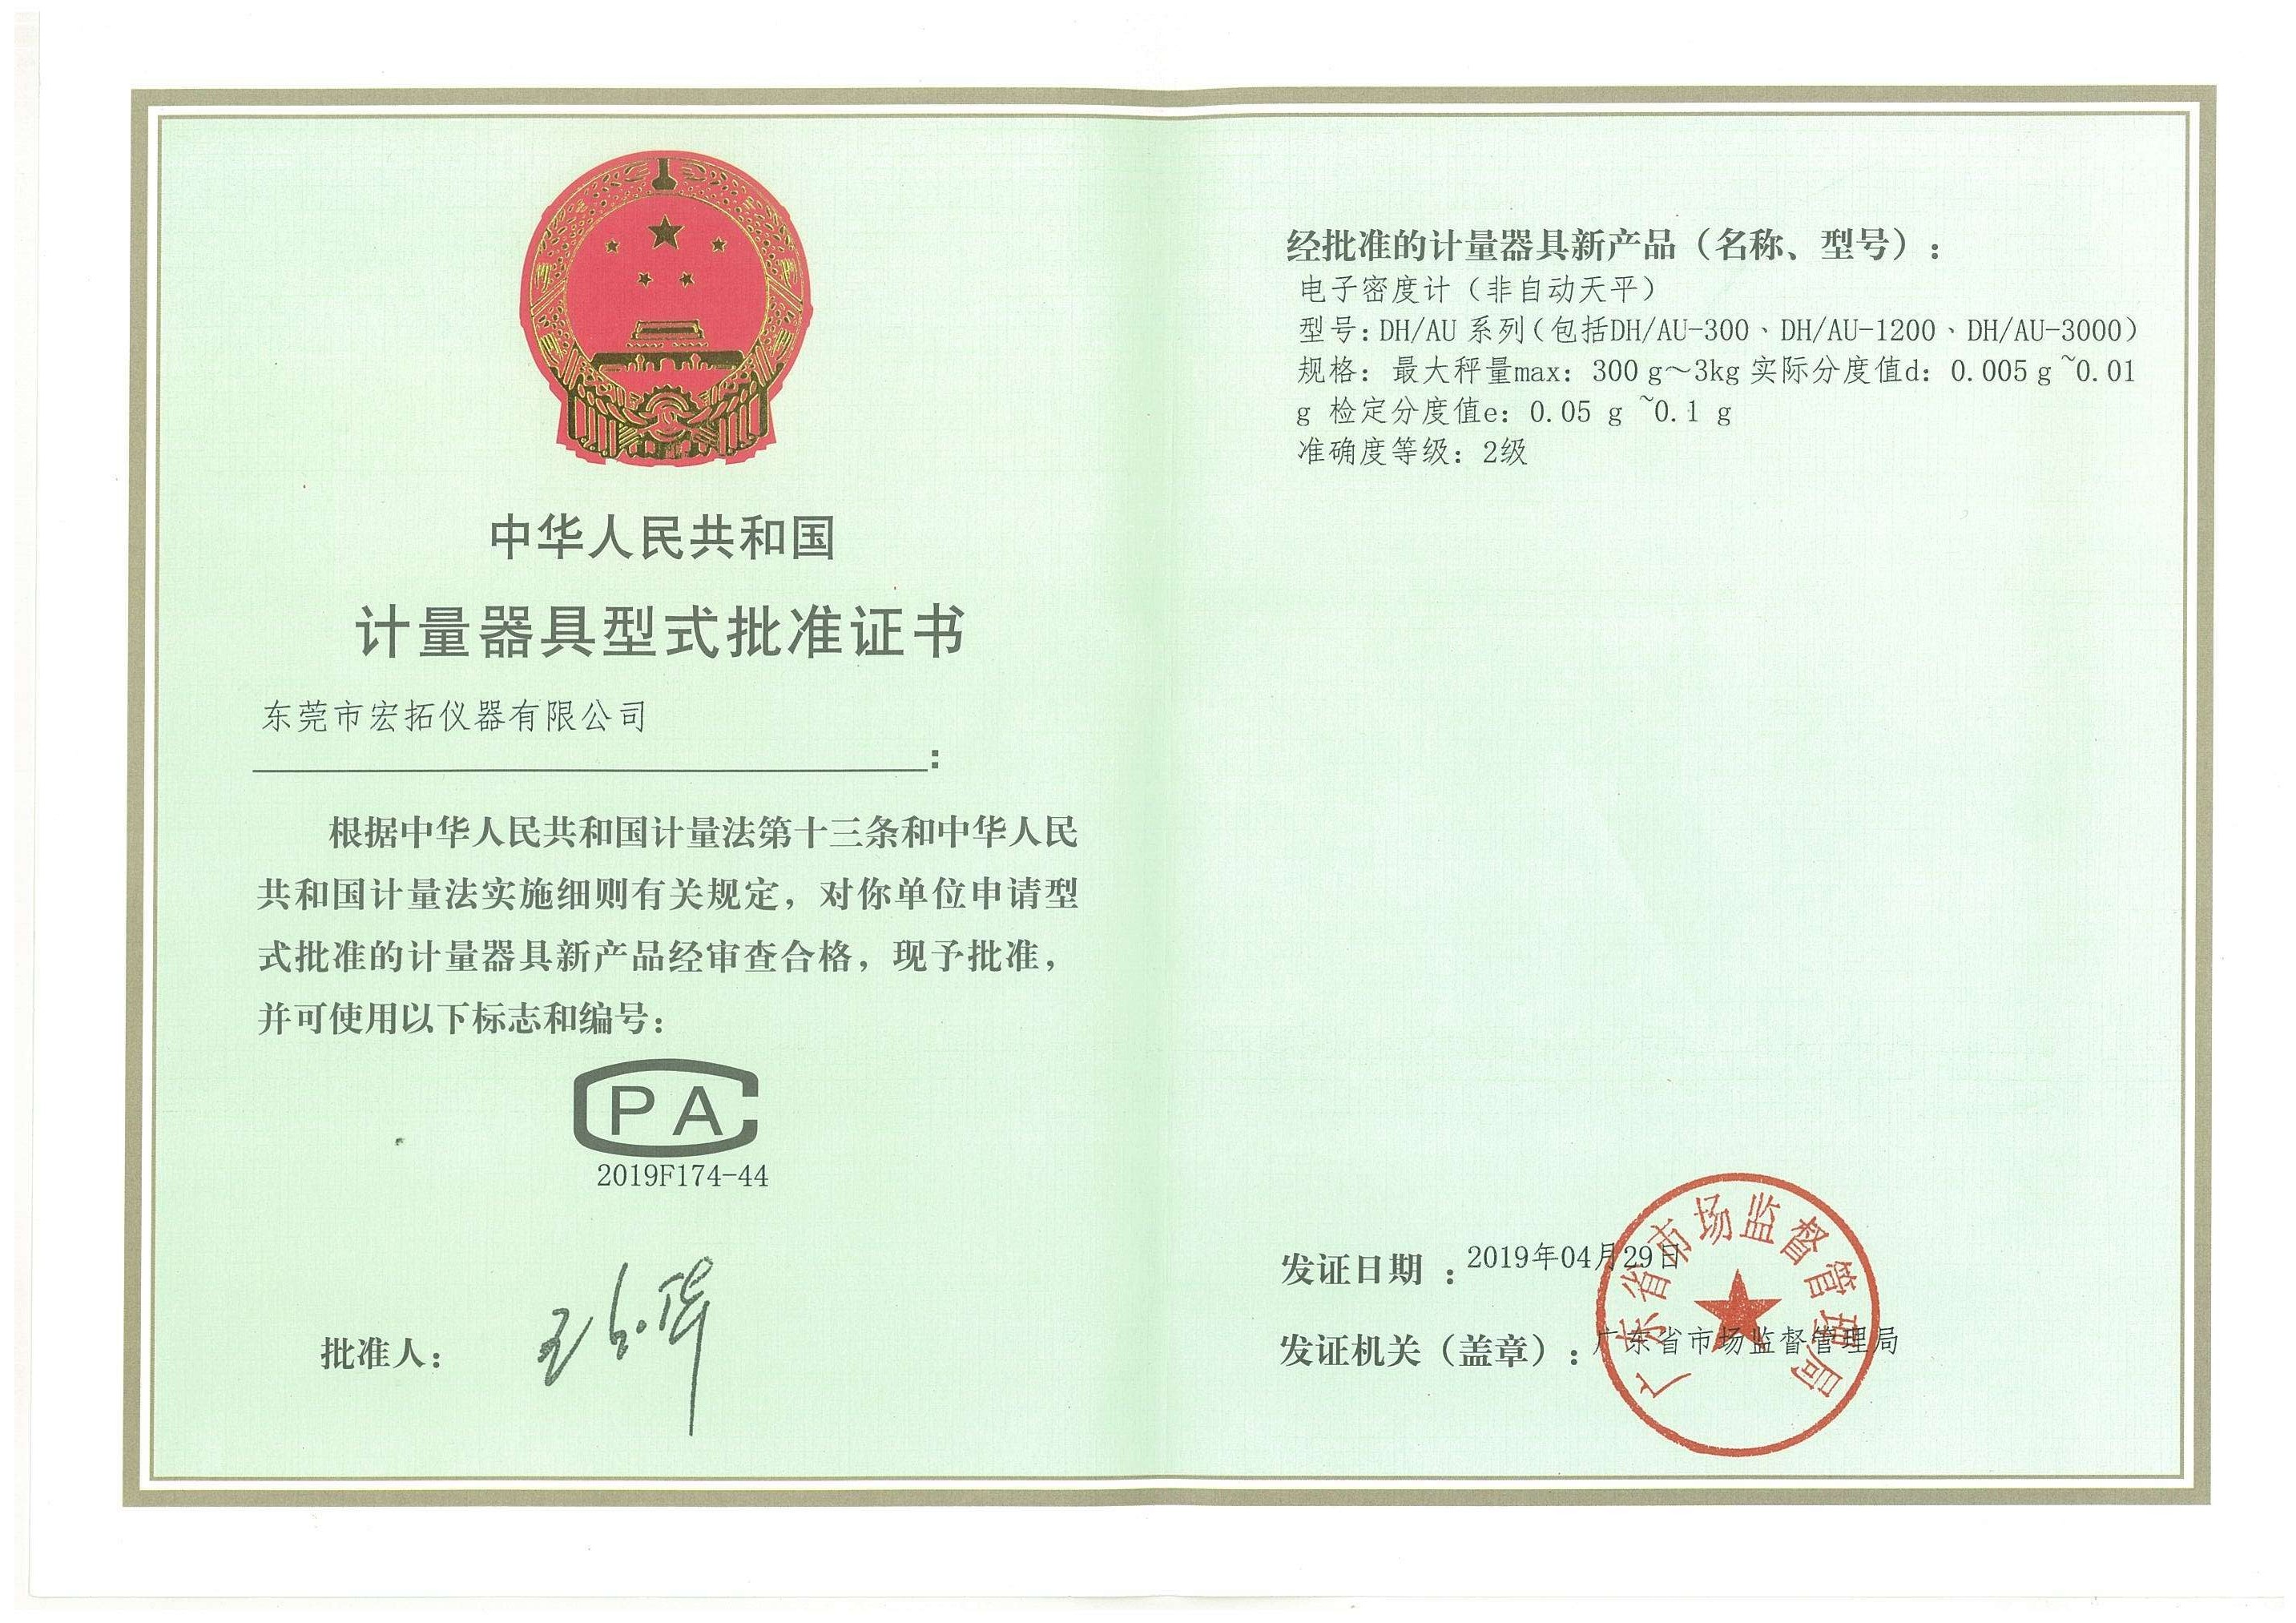 中华人民共和国
计量器具型式批准证书
东莞市宏拓仪器有限公司
:
根据中华人民共和国计量法第十三条和中华人民
共和国计量法实施细则有关规定，对你单位申请型
式批准的计量器具新产品经审查合格，现予批准，
并可使用以下标志和编号：
CPA
2019F174-44
批准人：
经批准的计量器具新产品（名称、型号）：
电子密度计（非自动天平）
型号：DH/AU 系列（包括DH/AU-300、DH/AU-1200、DH/AU-3000）
规格：最大秤量max：300 g～3kg 实际分度值d：0.005 g ~0.01
g 检定分度值e：0.05 g ~0.1 g
准确度等级：2级
发证日期 ：2019年04月29日
发证机关（盖章）：广东省市场监督管理局
广东省市场监督管理局